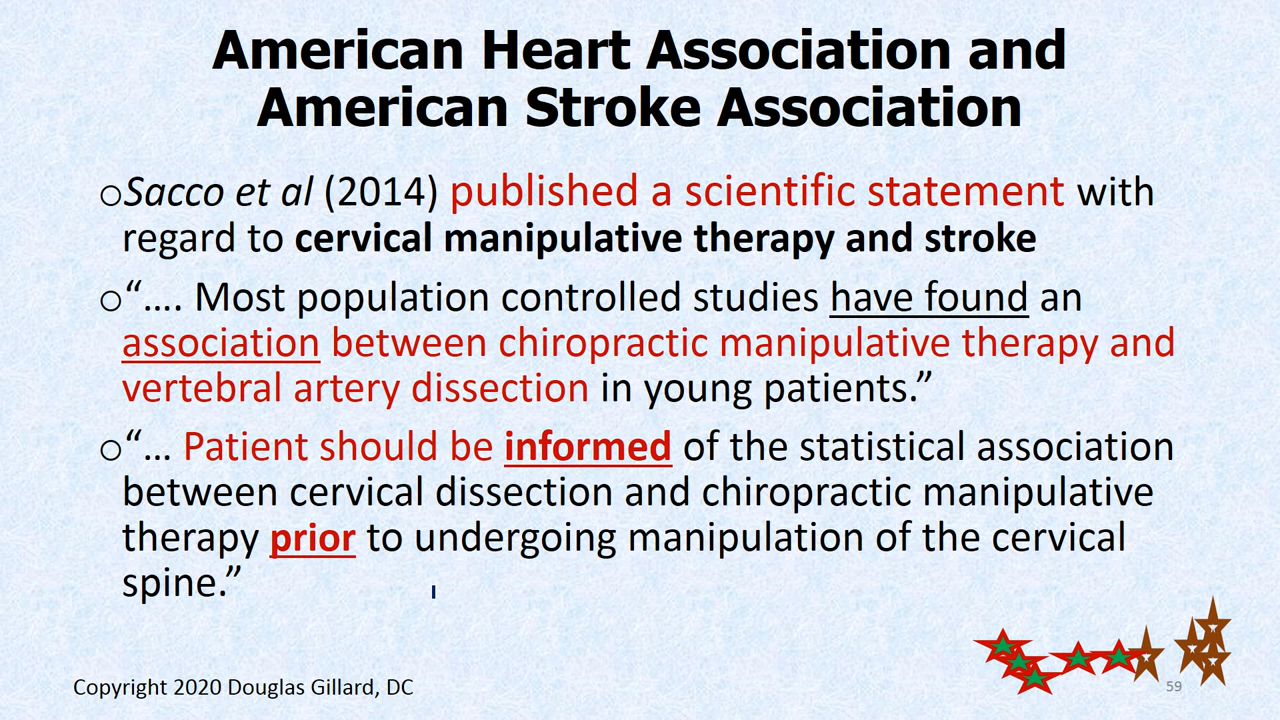 American Heart Association and
American Stroke Association
oSacco et al (2014) published a scientific statement with
regard to cervical manipulative therapy and stroke
o“…. Most population controlled studies have found an
association between chiropractic manipulative therapy and
vertebral artery dissection in young patients.”
o“… Patient should be informed of the statistical association
between cervical dissection and chiropractic manipulative
therapy prior to undergoing manipulation of the cervical
spine.”
Copyright 2020 Douglas Gillard, DC
59